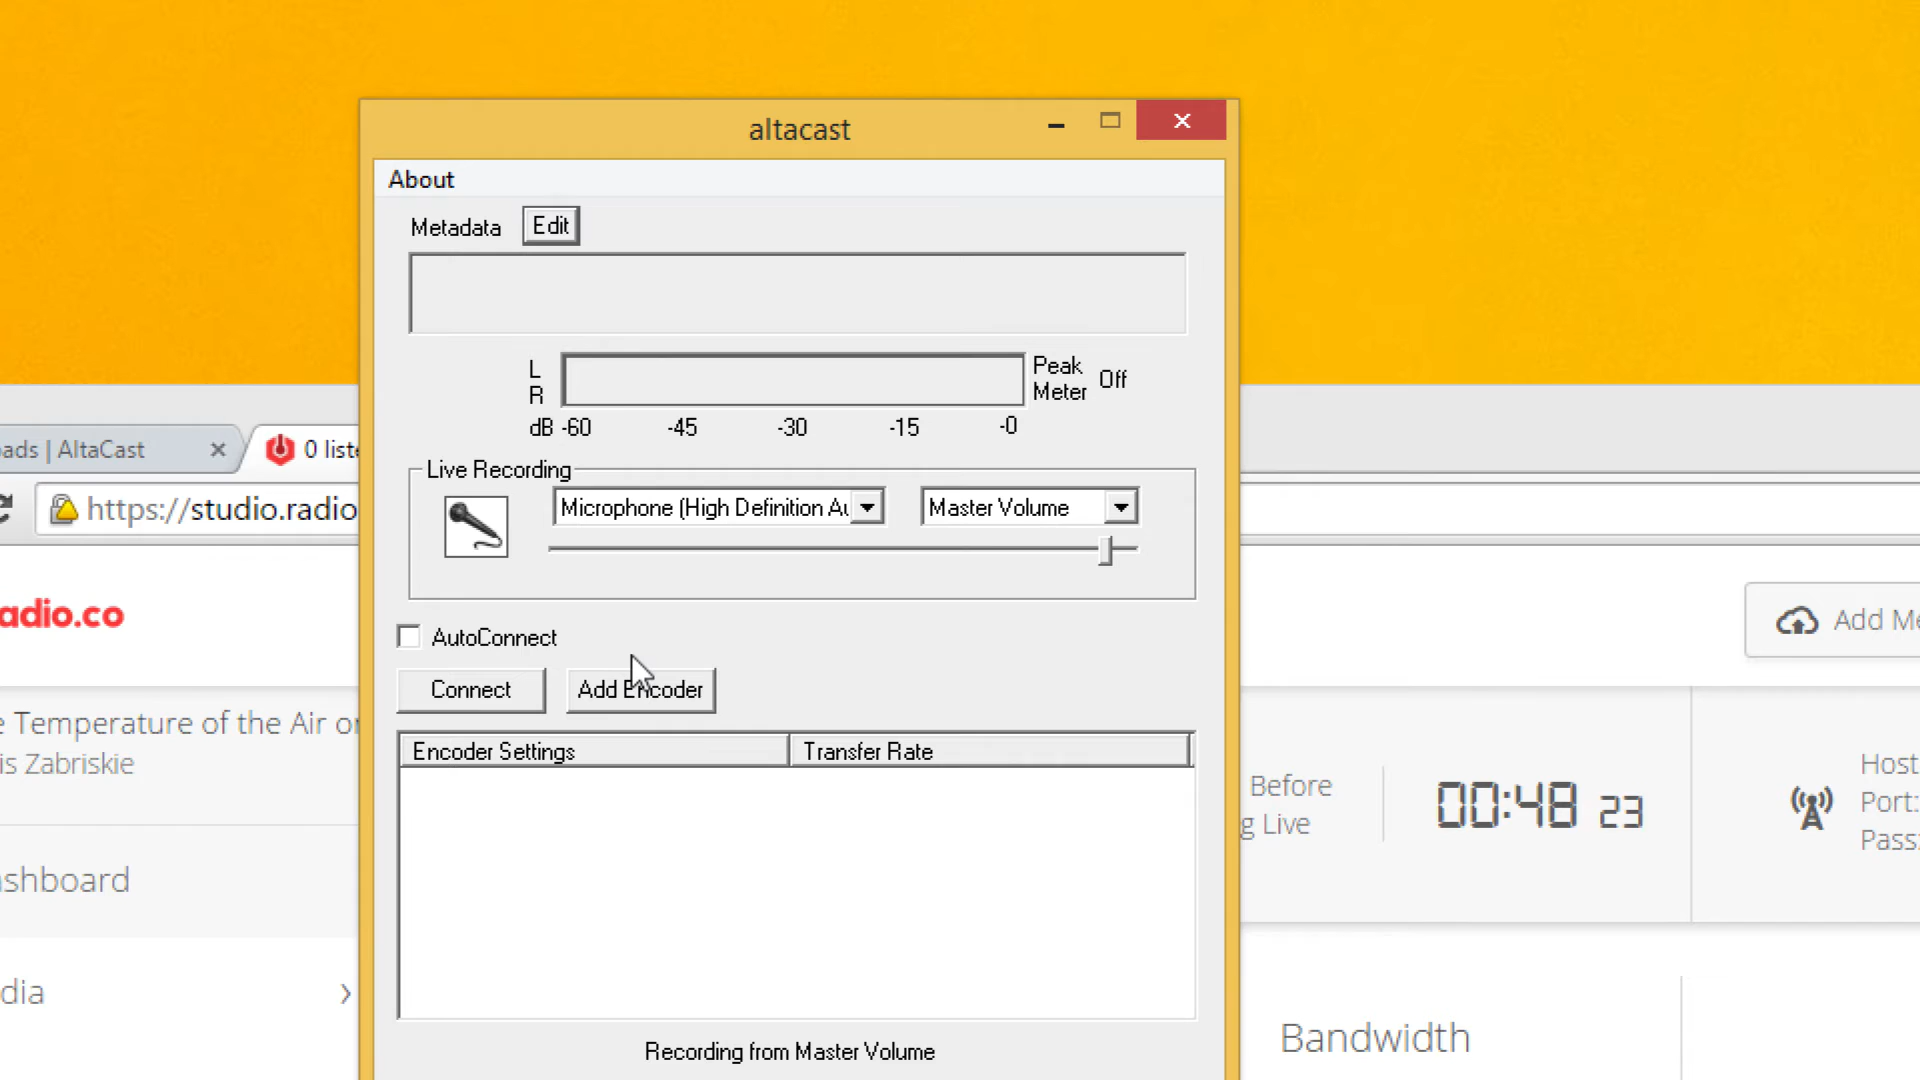 altacast
About
Metadata Edit
L
R
Peak
Meter
Off
dB -60 -45 -30 -15 -0
ads | AltaCast
0 liste
Live Recording
Microphone (High Definition Au
Master Volume
https://studio.radio
adio.co
AutoConnect
Add Me
Connect
Add Encoder
e Temperature of the Air or
is Zabriskie
Encoder Settings
Transfer Rate
Before
g Live
00:48 23
Host
Port:
Pass:
ashboard
dia
Bandwidth
Recording from Master Volume